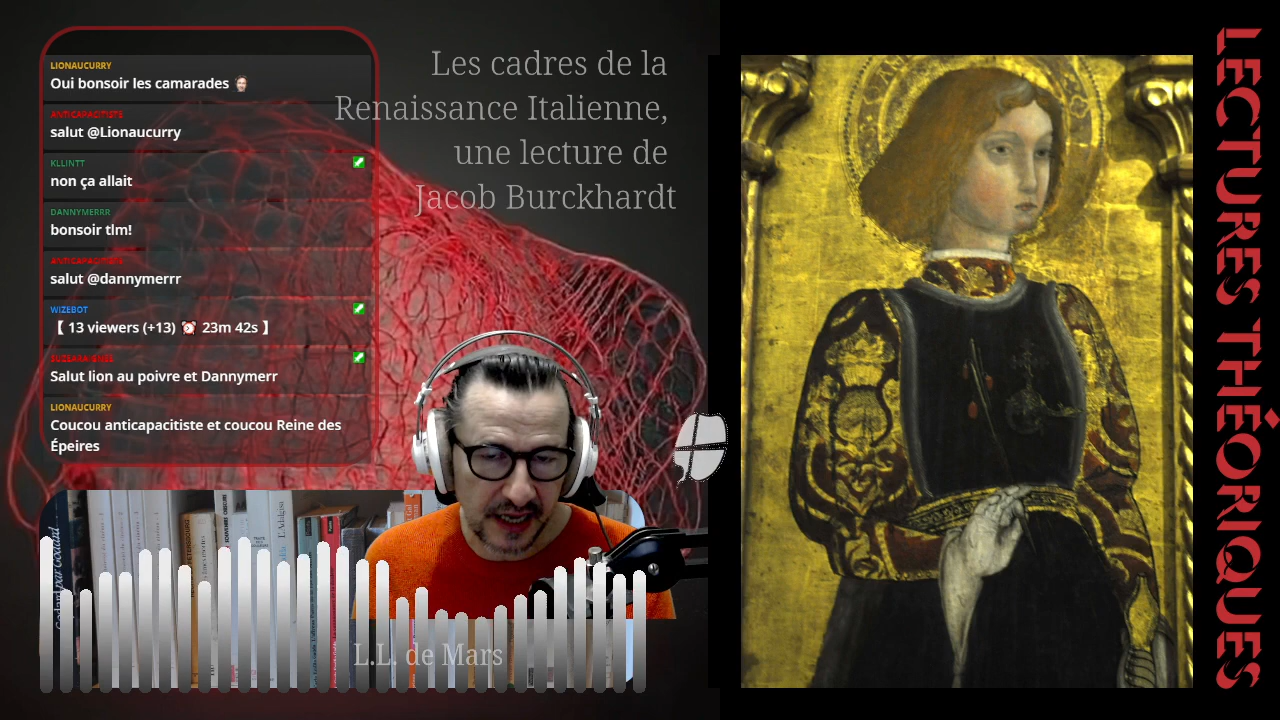 LIONAUCURRY
Oui bonsoir les camarades
ANTICAPACITISTE
salut @Lionaucurry
KLLINTT
non ça allait
DANNYMERRR
bonsoir tlm!
ANTICAPACITISTE
salut @dannymerrr
WIZEBOT
【 13 viewers (+13) ⏰ 23m 42s 】
SUZEARAIGNEE
Salut lion au poivre et Dannymerr
LIONAUCURRY
Coucou anticapacitiste et coucou Reine des
Épeires
Les cadres de la
Renaissance Italienne,
une lecture de
Jacob Burckhardt
L.L. de Mars
LECTURES THÉORIQUES